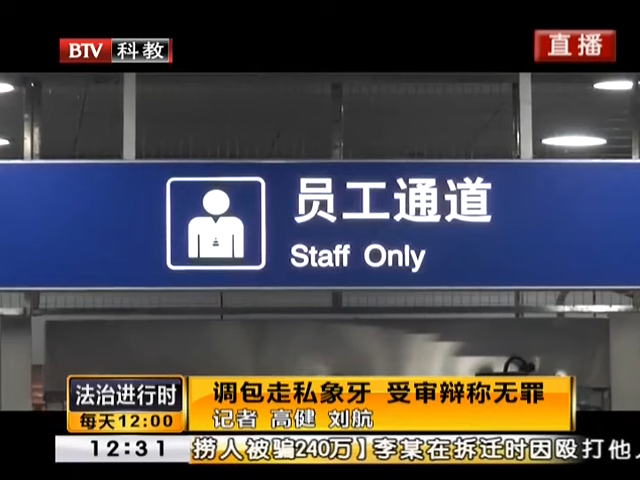 BTV 科教
直播
员工通道
Staff Only
法治进行时
每天12:00
调包走私象牙 受审辩称无罪
记者 高健 刘航
12:31
捞人被骗240万】李某在拆迁时因殴打他人